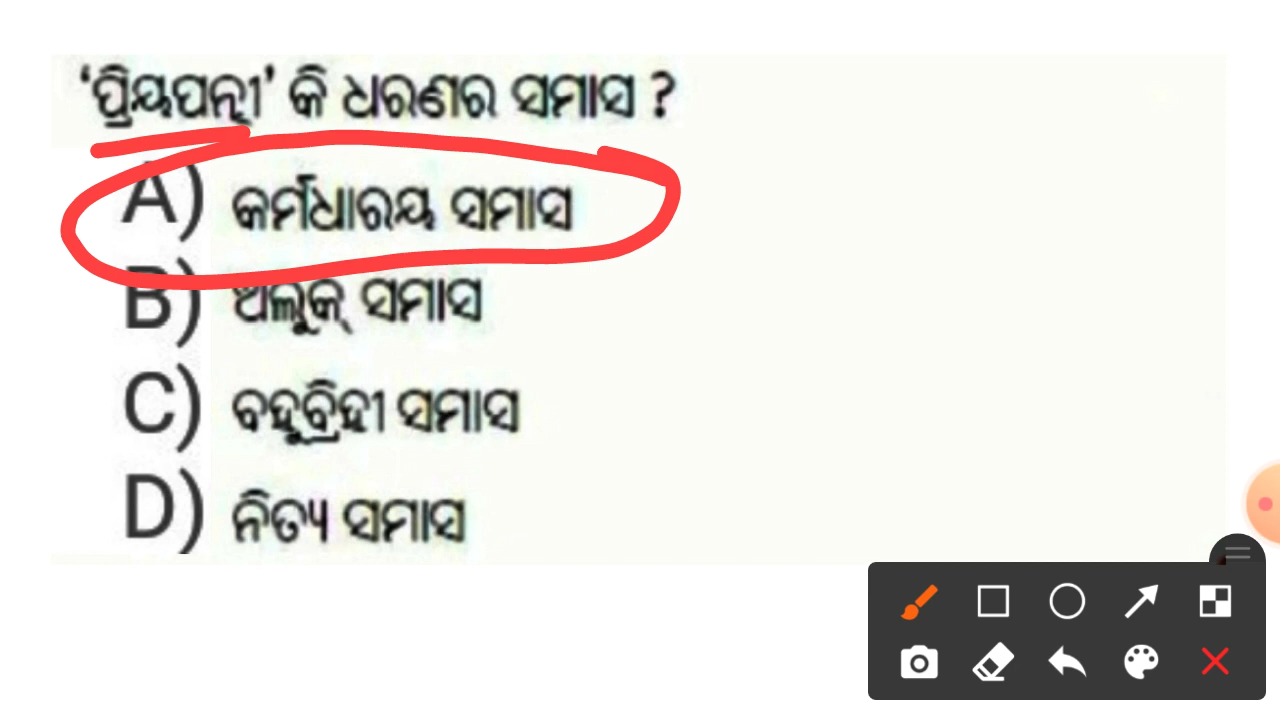 ‘ପ୍ରିୟପତ୍ନୀ’ କି ଧରଣର ସମାସ ?
A) କର୍ମଧାରୟ ସମାସ
B) ଅଲୁକ୍ ସମାସ
C) ବହୁବ୍ରିହୀ ସମାସ
D) ନିତ୍ୟ ସମାସ